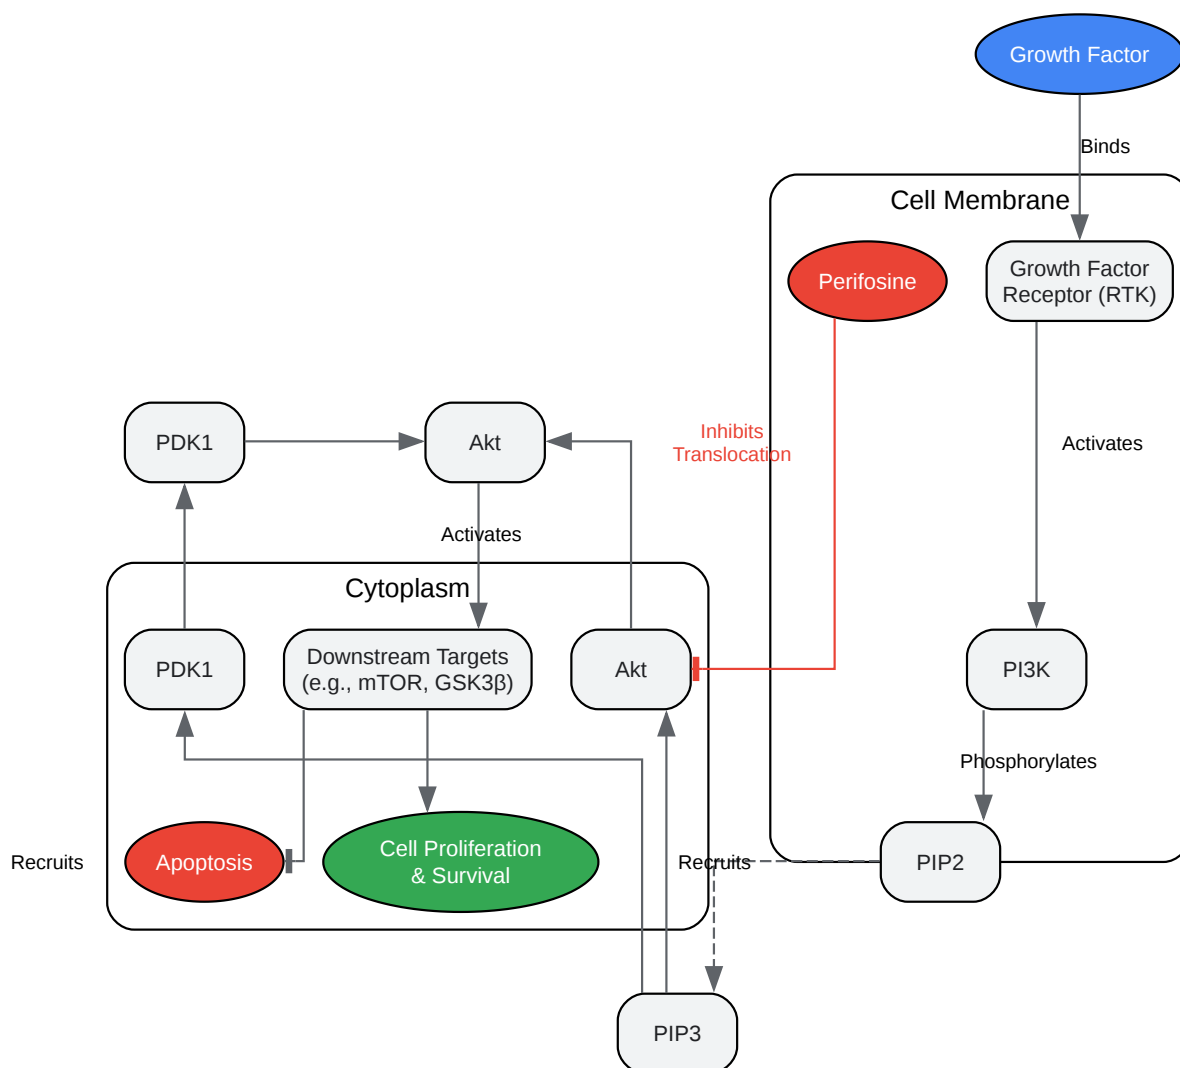 Growth Factor
Binds
Cell Membrane
Perifosine
Growth Factor
Receptor (RTK)
PDK1
Akt
Inhibits
Translocation
Activates
Activates
Cytoplasm
PDK1
Downstream Targets
(e.g., mTOR, GSK3β)
Akt
PI3K
Phosphorylates
Recruits
Apoptosis
Cell Proliferation
& Survival
Recruits
PIP2
PIP3